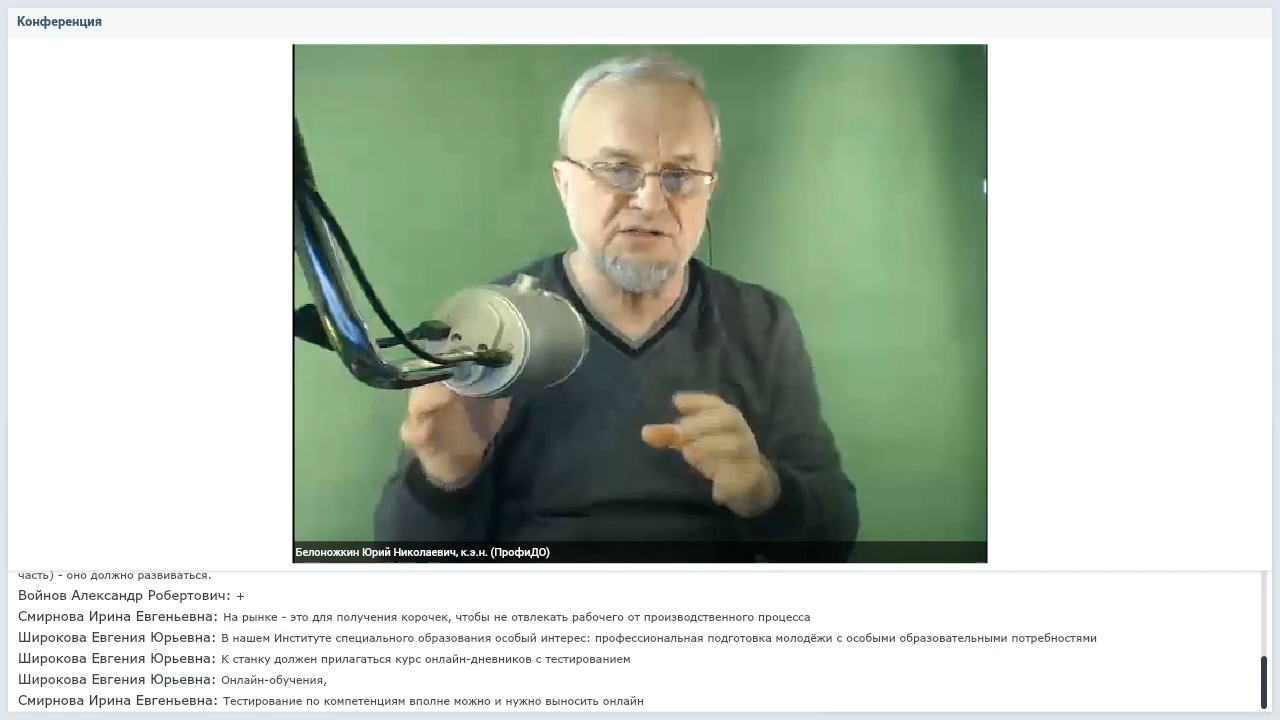 Конференция
Белоножкин Юрий Николаевич, к.э.н. (ПрофиДО)
часть) - оно должно развиваться.
Войнов Александр Робертович: +
Смирнова Ирина Евгеньевна: На рынке - это для получения корочек, чтобы не отвлекать рабочего от производственного процесса
Широкова Евгения Юрьевна: В нашем Институте специального образования особый интерес: профессиональная подготовка молодёжи с особыми образовательными потребностями
Широкова Евгения Юрьевна: К станку должен прилагаться курс онлайн-дневников с тестированием
Широкова Евгения Юрьевна: Онлайн-обучения,
Смирнова Ирина Евгеньевна: Тестирование по компетенциям вполне можно и нужно выносить онлайн